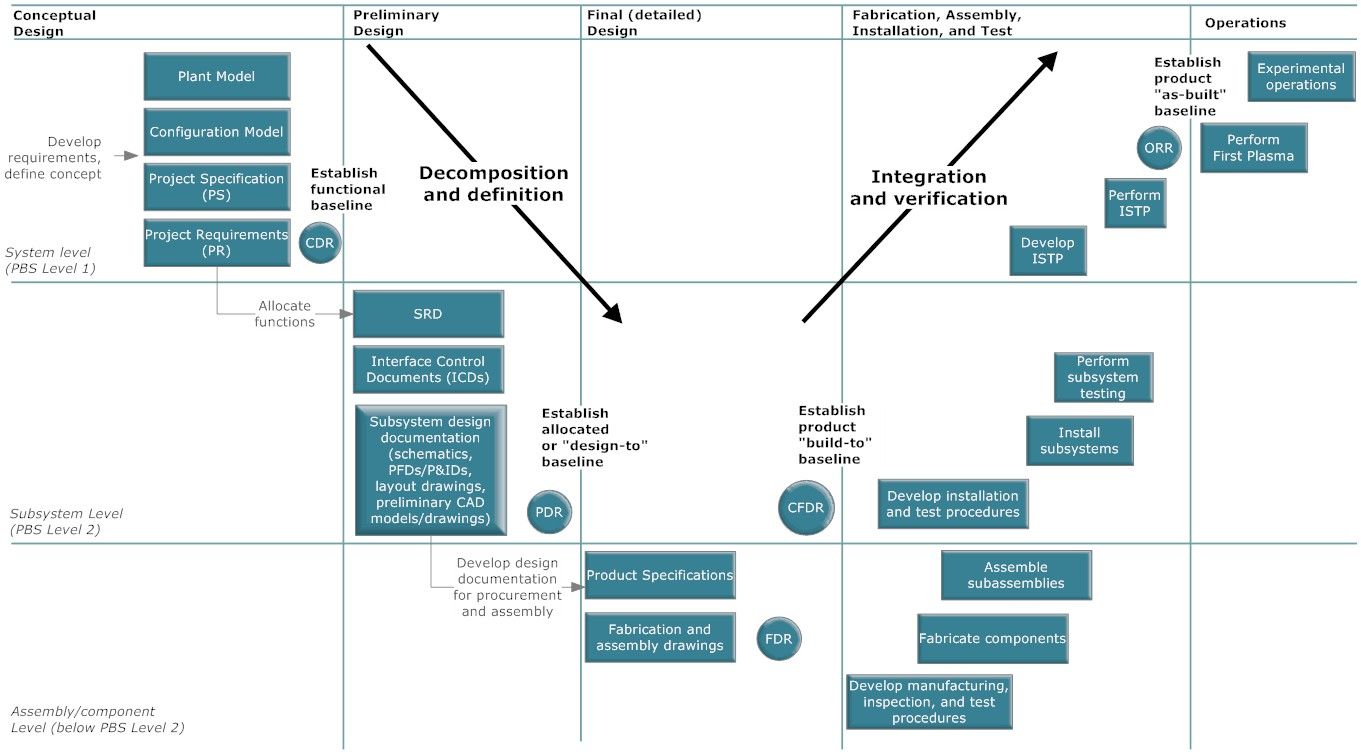 Conceptual
Design
Preliminary
Design
Final (detailed)
Design
Fabrication, Assembly,
Installation, and Test
Operations
Plant Model
Configuration Model
Project Specification
(PS)
Project Requirements
(PR)
Develop
requirements,
define concept
Establish
functional
baseline
CDR
System level
(PBS Level 1)
Decomposition
and definition
Integration
and verification
Establish
product
"as-built"
baseline
Experimental
operations
ORR
Perform
First Plasma
Perform
ISTP
Develop
ISTP
Allocate
functions
SRD
Interface Control
Documents (ICDs)
Subsystem design
documentation
(schematics,
PFDs/P&IDs,
layout drawings,
preliminary CAD
models/drawings)
Establish
allocated
or "design-to"
baseline
PDR
Establish
product
"build-to"
baseline
CFDR
Perform
subsystem
testing
Install
subsystems
Develop installation
and test procedures
Subsystem Level
(PBS Level 2)
Develop design
documentation
for procurement
and assembly
Product Specifications
Fabrication and
assembly drawings
FDR
Assemble
subassemblies
Fabricate components
Develop manufacturing,
inspection, and test
procedures
Assembly/component
Level (below PBS Level 2)